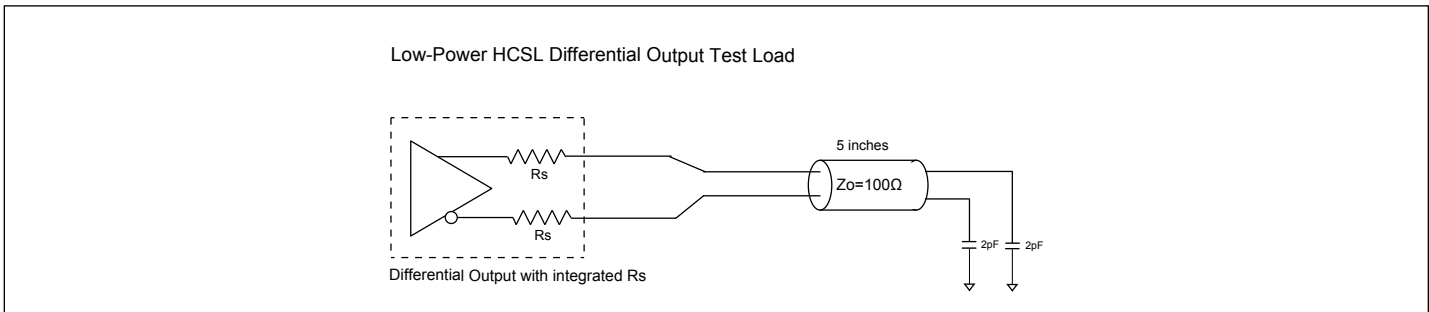 Low-Power HCSL Differential Output Test Load
5 inches
Rs
Zo=100Ω
Rs
2pF
2pF
Differential Output with integrated Rs